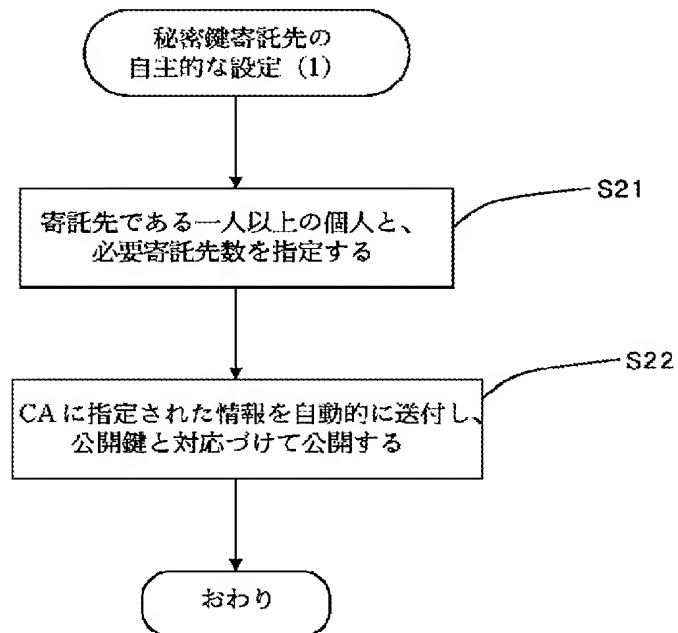 秘密鍵寄託先の
自主的な設定（1）
寄託先である一人以上の個人と、
必要寄託先数を指定する
S21
CAに指定された情報を自動的に送付し、
公開鍵と対応づけて公開する
S22
おわり